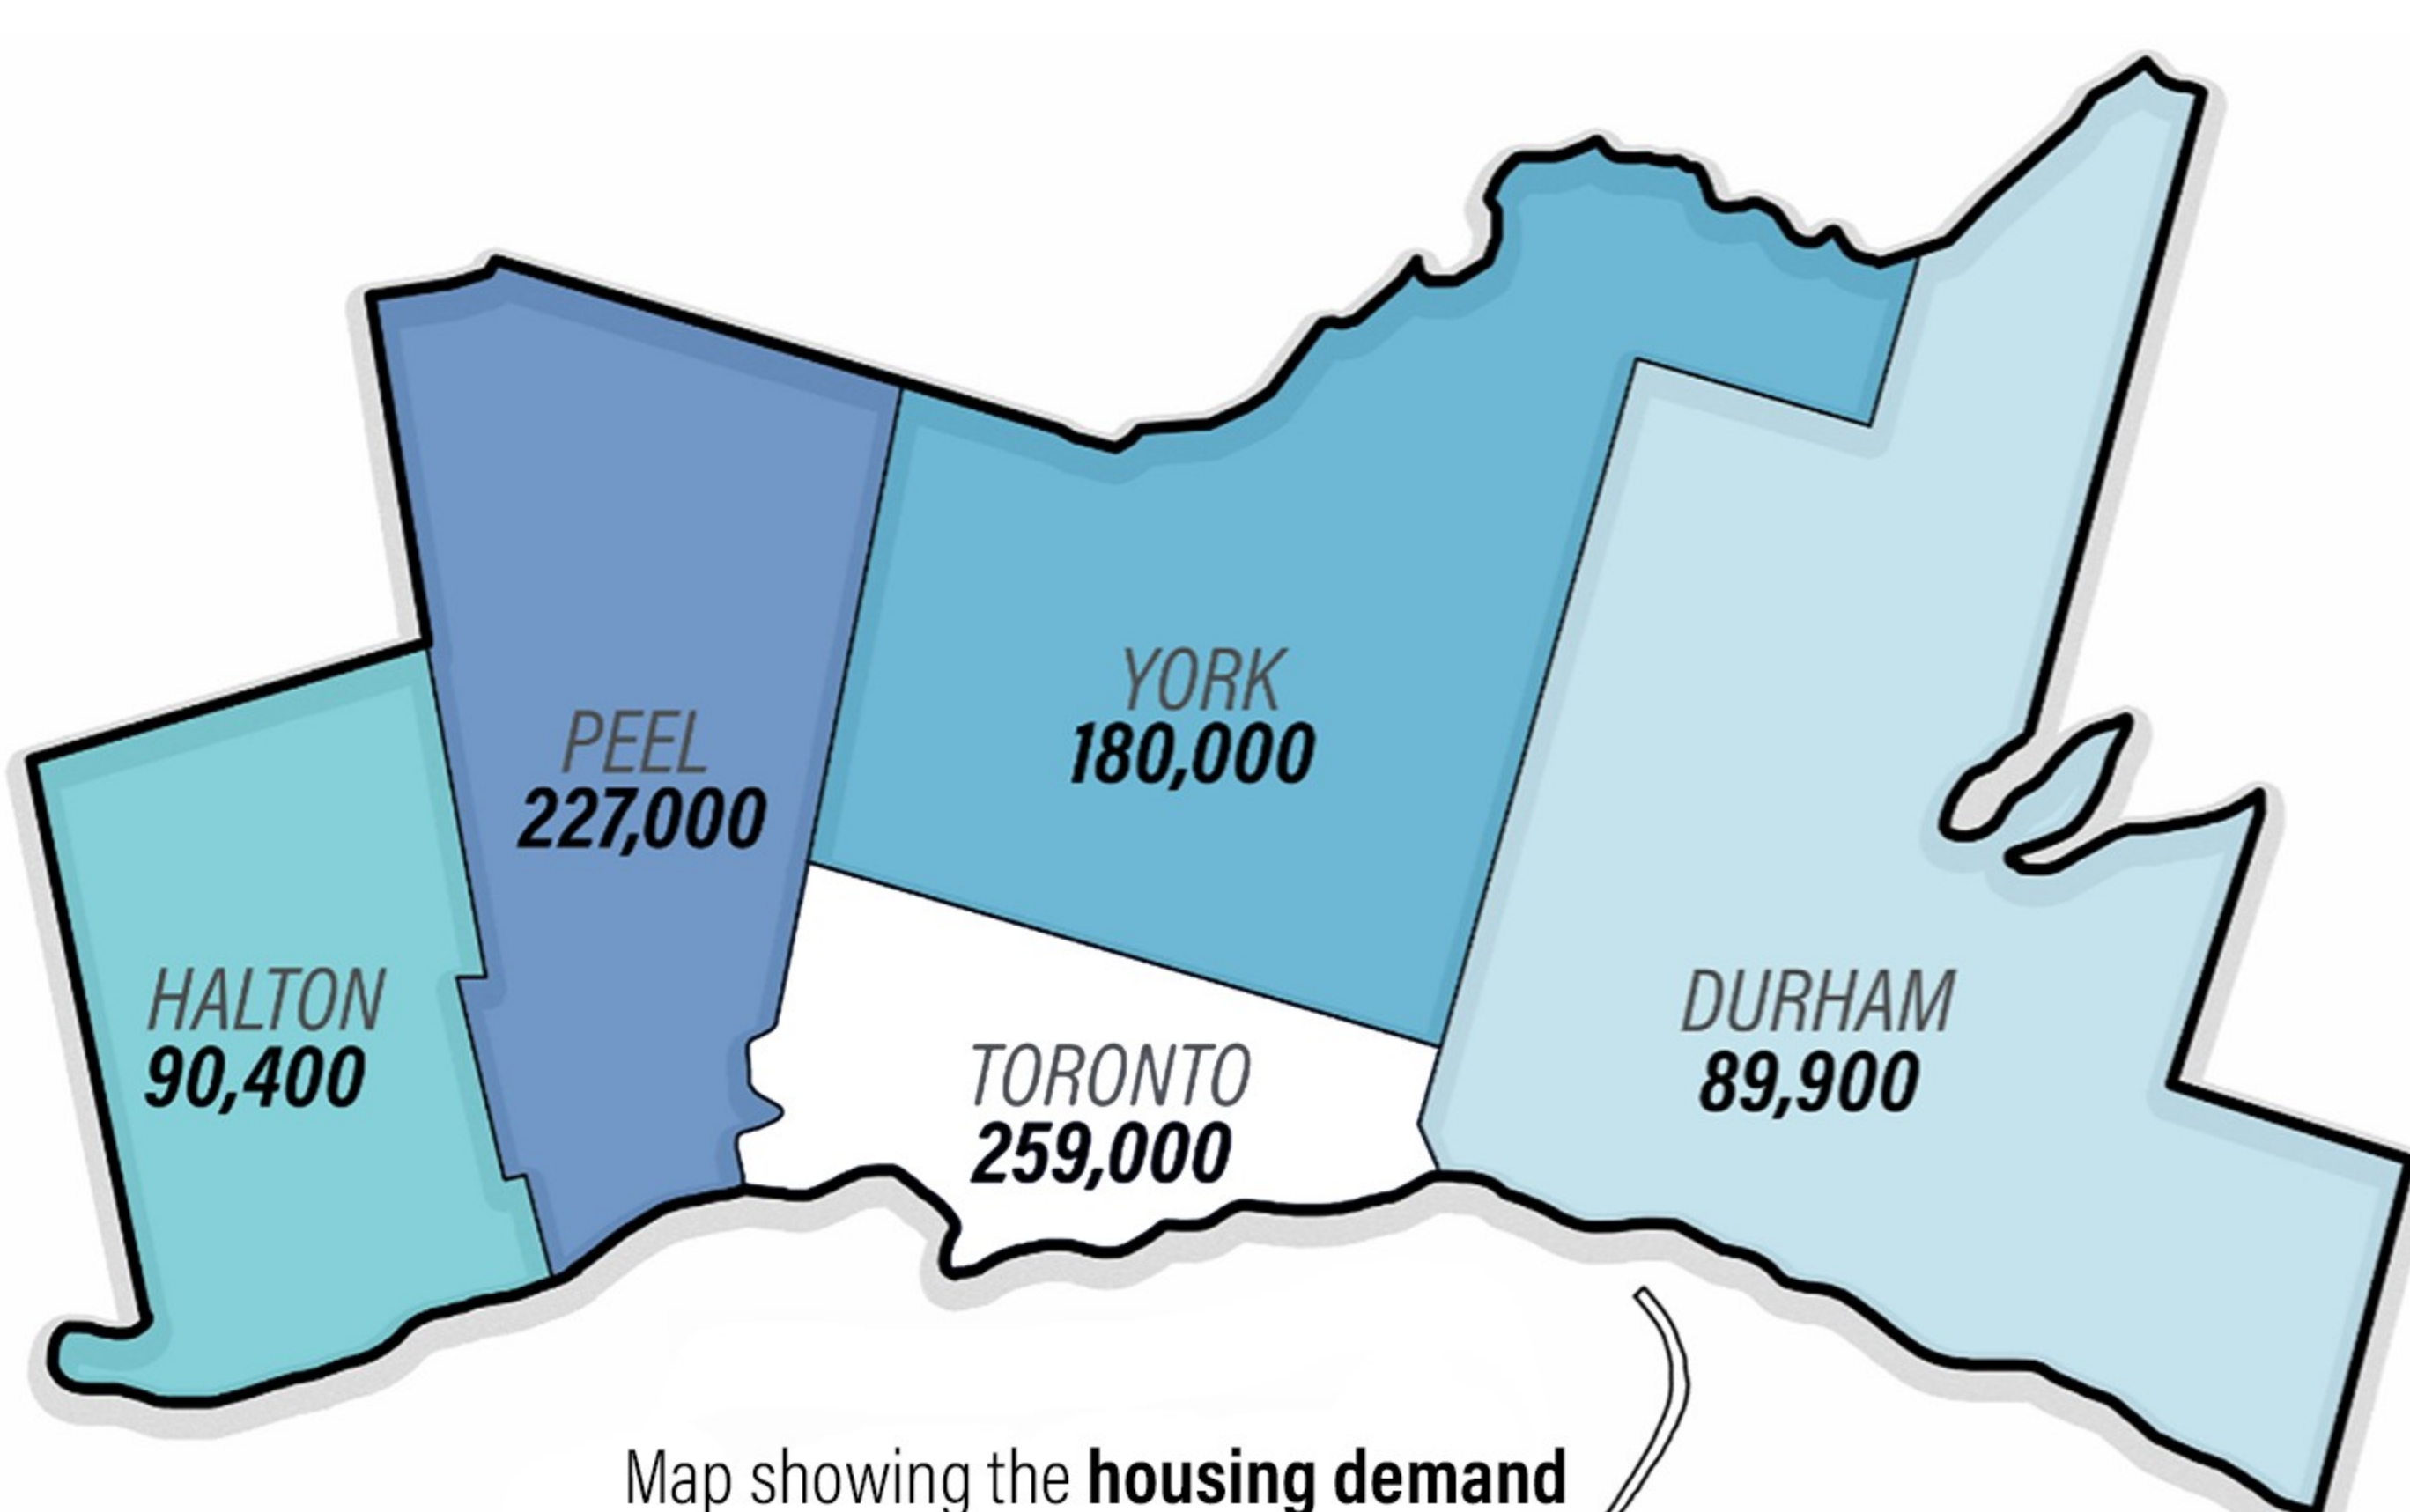 YORK
180,000
PEEL
227,000
HALTON
90,400
TORONTO
259,000
DURHAM
89,900
Map showing the housing demand